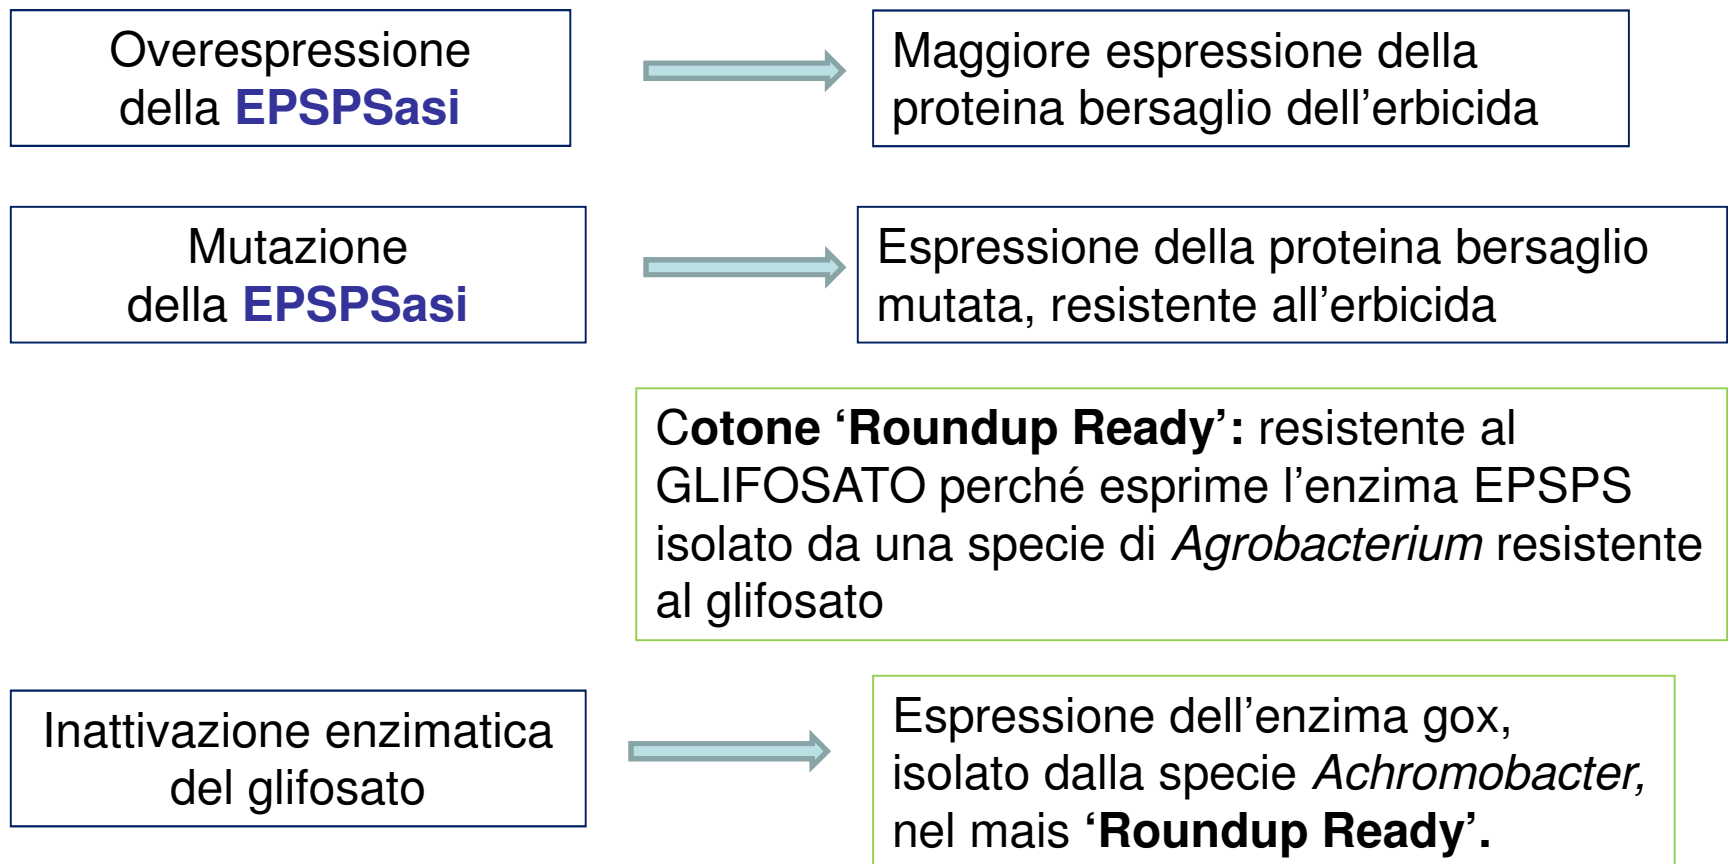 Overespressione
della EPSPSasi
Maggiore espressione della
proteina bersaglio dell’erbicida
Mutazione
della EPSPSasi
Espressione della proteina bersaglio
mutata, resistente all’erbicida
Cotone ‘Roundup Ready’: resistente al
GLIFOSATO perché esprime l’enzima EPSPS
isolato da una specie di Agrobacterium resistente
al glifosato
Inattivazione enzimatica
del glifosato
Espressione dell’enzima gox,
isolato dalla specie Achromobacter,
nel mais ‘Roundup Ready’.